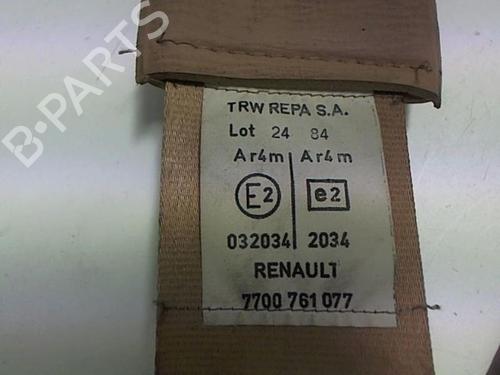 B-PARTS
TRW REPA S.A.
Lot 24 84
Ar4m Ar4m
E2 e2
032034 2034
RENAULT
7700 761 077